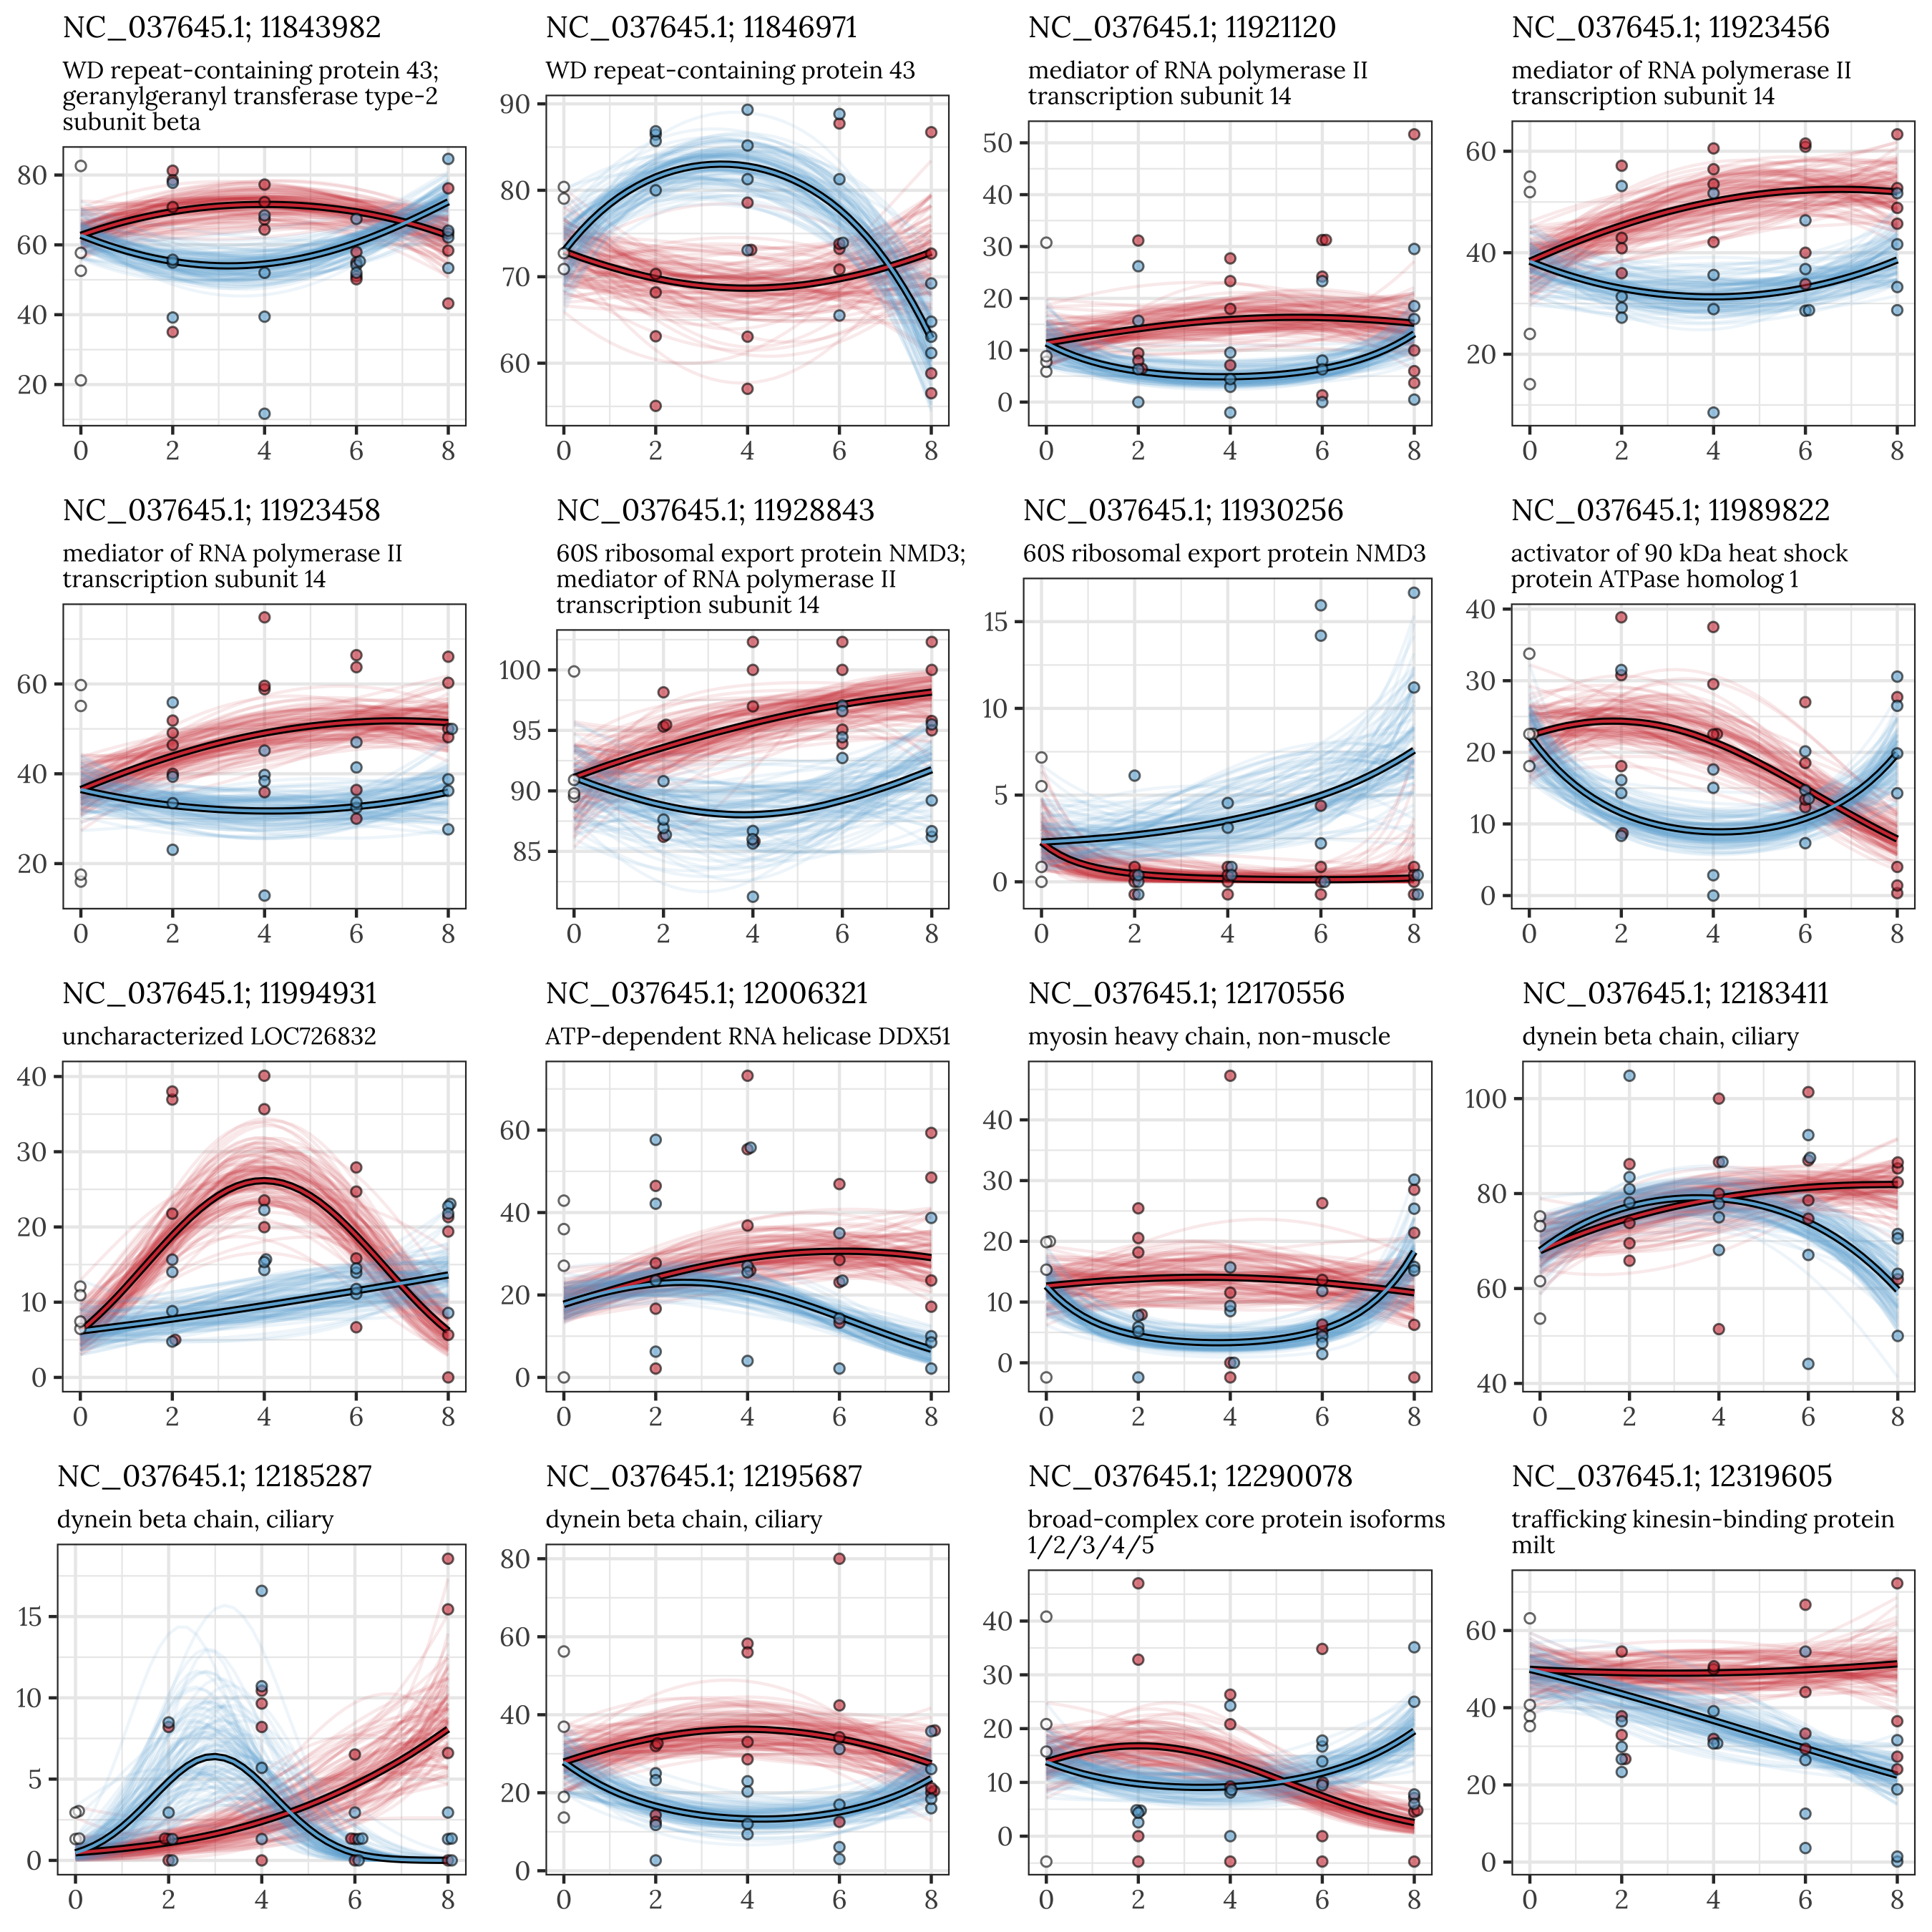 NC_037645.1; 11843982
WD repeat-containing protein 43;
geranylgeranyl transferase type-2
subunit beta
80
60
40
20
0 2 4 6 8
NC_037645.1; 11846971
WD repeat-containing protein 43
90
80
70
60
0 2 4 6 8
NC_037645.1; 11921120
mediator of RNA polymerase II
transcription subunit 14
50
40
30
20
10
0
0 2 4 6 8
NC_037645.1; 11923456
mediator of RNA polymerase II
transcription subunit 14
60
40
20
0 2 4 6 8
NC_037645.1; 11923458
mediator of RNA polymerase II
transcription subunit 14
60
40
20
0 2 4 6 8
NC_037645.1; 11928843
60S ribosomal export protein NMD3;
mediator of RNA polymerase II
transcription subunit 14
100
95
90
85
0 2 4 6 8
NC_037645.1; 11930256
60S ribosomal export protein NMD3
15
10
5
0
0 2 4 6 8
NC_037645.1; 11989822
activator of 90 kDa heat shock
protein ATPase homolog 1
40
30
20
10
0
0 2 4 6 8
NC_037645.1; 11994931
uncharacterized LOC726832
40
30
20
10
0
0 2 4 6 8
NC_037645.1; 12006321
ATP-dependent RNA helicase DDX51
60
40
20
0
0 2 4 6 8
NC_037645.1; 12170556
myosin heavy chain, non-muscle
40
30
20
10
0
0 2 4 6 8
NC_037645.1; 12183411
dynein beta chain, ciliary
100
80
60
40
0 2 4 6 8
NC_037645.1; 12185287
dynein beta chain, ciliary
15
10
5
0
0 2 4 6 8
NC_037645.1; 12195687
dynein beta chain, ciliary
80
60
40
20
0
0 2 4 6 8
NC_037645.1; 12290078
broad-complex core protein isoforms
1/2/3/4/5
40
30
20
10
0
0 2 4 6 8
NC_037645.1; 12319605
trafficking kinesin-binding protein
milt
60
40
20
0
0 2 4 6 8